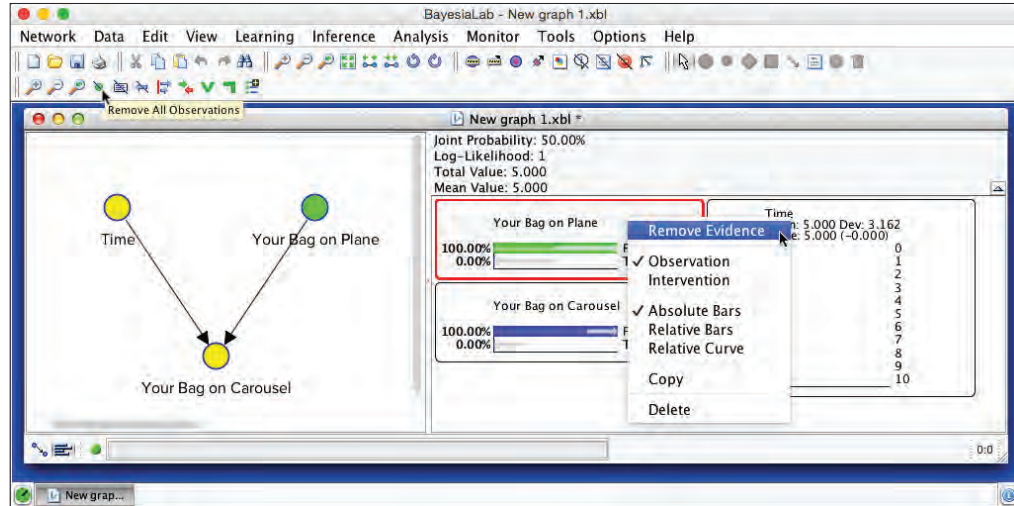 BayesiaLab - New graph 1.xbl
Network Data Edit View Learning Inference Analysis Monitor Tools Options Help
Remove All Observations
New graph 1.xbl *
Joint Probability: 50.00%
Log-Likelihood: 1
Total Value: 5.000
Mean Value: 5.000
Time
Your Bag on Plane
Your Bag on Carousel
Your Bag on Plane
100.00% F
0.00% T
Your Bag on Carousel
100.00% F
0.00% T
Remove Evidence
✓ Observation
Intervention
✓ Absolute Bars
Relative Bars
Relative Curve
Copy
Delete
Time
5.000 Dev: 3.162
5.000 (-0.000)
0
1
2
3
4
5
6
7
8
9
10
0:0
New grap...